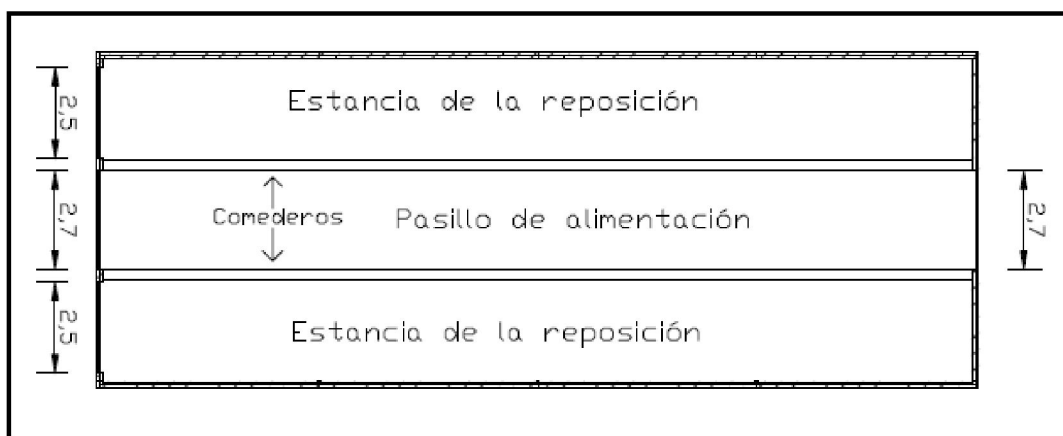 Estancia de la reposición
2,5
2,7
Comederos
Pasillo de alimentación
2,7
2,5
Estancia de la reposición